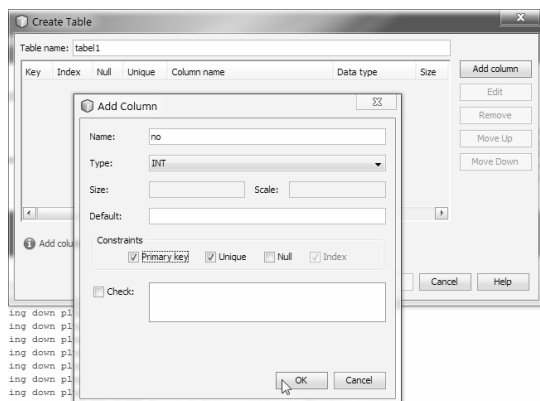 Create Table
Table name: tabel1
Key Index Null Unique Column name Data type Size
Add column
Edit
Remove
Move Up
Move Down
Add Column
Name: no
Type: INT
Size: Scale:
Default:
Constraints
Primary key Unique Null Index
Check:
OK Cancel
Add colu
Cancel Help
ing down pl
ing down pl
ing down pl
ing down pl
ing down pl
ing down pl
ing down pl